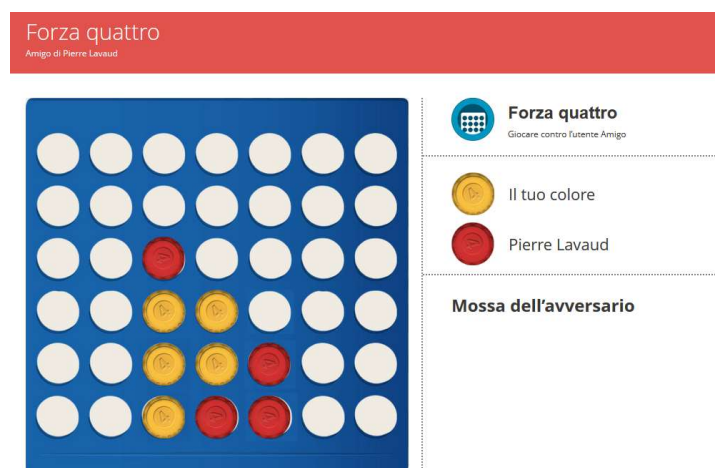 Forza quattro
Amigo di Pierre Lavaud
Forza quattro
Giocare contro l'utente Amigo
Il tuo colore
Pierre Lavaud
Mossa dell'avversario